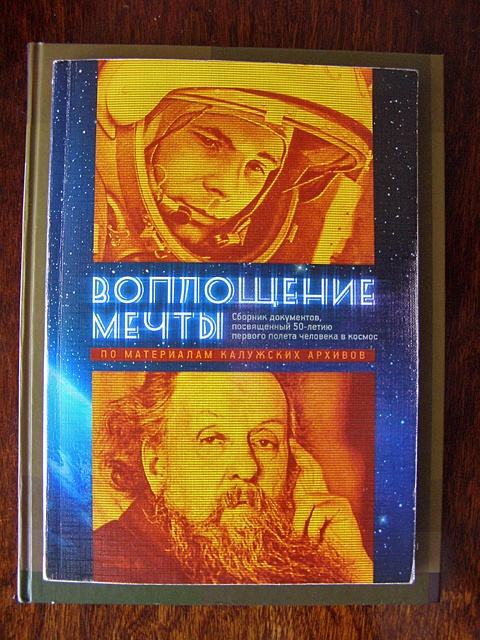 ВОПЛОЩЕНИЕ
МЕЧТЫ
Сборник документов,
посвященный 50-летию
первого полета человека в космос
ПО МАТЕРИАЛАМ КАЛУЖСКИХ АРХИВОВ